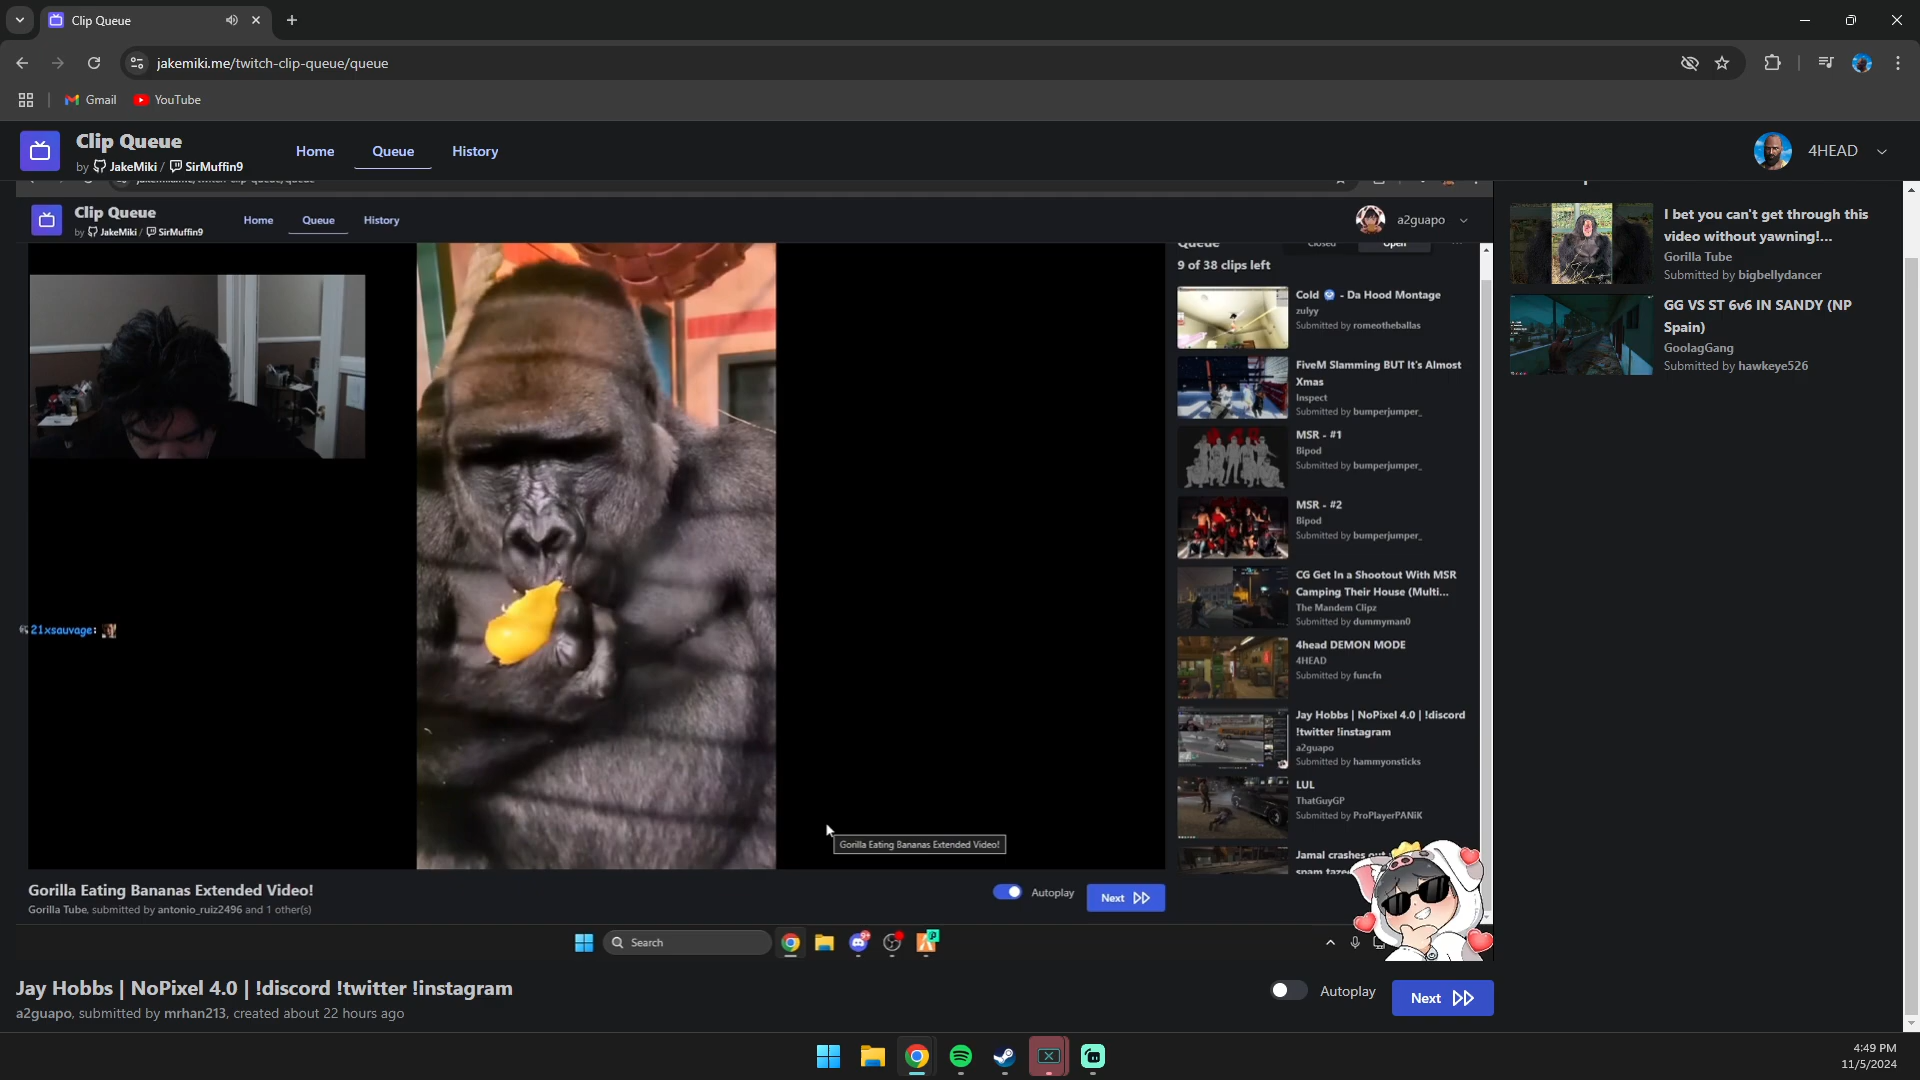 Clip Queue
jakemiki.me/twitch-clip-queue/queue
Gmail
YouTube
Clip Queue
by JakeMiki / SirMuffin9
Home
Queue
History
4HEAD
Clip Queue
by JakeMiki / SirMuffin9
Home
Queue
History
a2guapo
Queue
Closed
Open
9 of 38 clips left
Cold - Da Hood Montage
zulyy
Submitted by romeotheballas
FiveM Slamming BUT It's Almost
Xmas
Inspect
Submitted by bumperjumper_
MSR - #1
Bipod
Submitted by bumperjumper_
MSR - #2
Bipod
Submitted by bumperjumper_
CG Get In a Shootout With MSR
Camping Their House (Multi...
The Mandem Clipz
Submitted by dummyman0
4head DEMON MODE
4HEAD
Submitted by funcfn
Jay Hobbs | NoPixel 4.0 | !discord
!twitter !instagram
a2guapo
Submitted by hammyonsticks
LUL
ThatGuyGP
Submitted by ProPlayerPANiK
Jamal crashes out
spam
21xsauvage:
Gorilla Eating Bananas Extended Video!
Gorilla Eating Bananas Extended Video!
Gorilla Tube, submitted by antonio_ruiz2496 and 1 other(s)
Autoplay
Next
Search
I bet you can't get through this
video without yawning!...
Gorilla Tube
Submitted by bigbellydancer
GG VS ST 6v6 IN SANDY (NP
Spain)
GoolagGang
Submitted by hawkeye526
Jay Hobbs | NoPixel 4.0 | !discord !twitter !instagram
a2guapo, submitted by mrhan213, created about 22 hours ago
Autoplay
Next
4:49 PM
11/5/2024